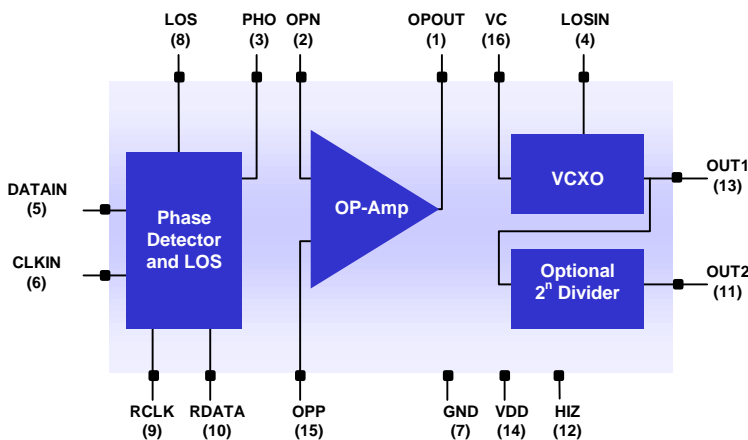 LOS PHO OPN OPOUT VC LOSIN
(8) (3) (2) (1) (16) (4)
DATAIN
(5)
CLKIN
(6)
Phase
Detector
and LOS
OP-Amp
VCXO
OUT1
(13)
Optional
2ⁿ Divider
OUT2
(11)
RCLK RDATA OPP GND VDD HIZ
(9) (10) (15) (7) (14) (12)